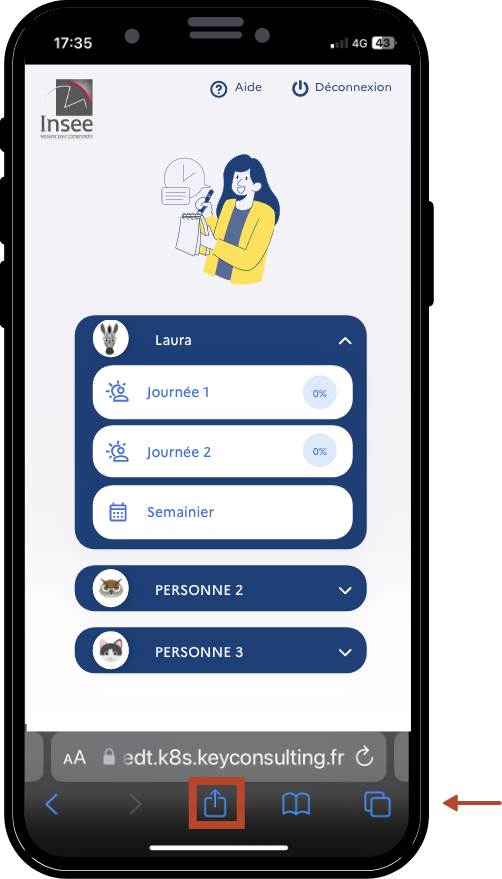 17:35
4G 43
Aide
Déconnexion
Insee
Mesurer pour comprendre
Laura
Journée 1
0%
Journée 2
0%
Semainier
PERSONNE 2
PERSONNE 3
AA edt.k8s.keyconsulting.fr